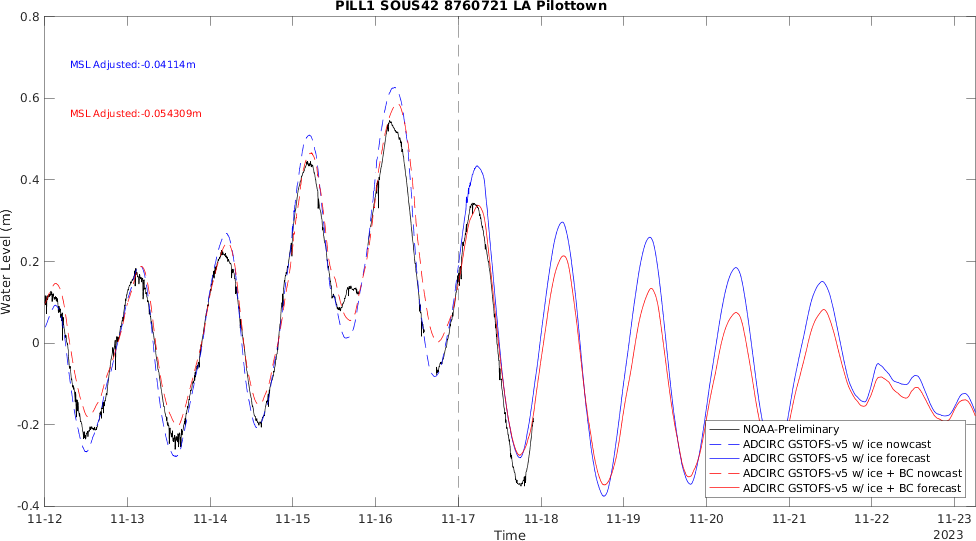 PILL1 SOUS42 8760721 LA Pilottown
0.8
0.6
0.4
0.2
0
-0.2
-0.4
Water Level (m)
MSL Adjusted:-0.04114m
MSL Adjusted:-0.054309m
NOAA-Preliminary
ADCIRC GSTOFS-v5 w/ ice nowcast
ADCIRC GSTOFS-v5 w/ ice forecast
ADCIRC GSTOFS-v5 w/ ice + BC nowcast
ADCIRC GSTOFS-v5 w/ ice + BC forecast
11-12 11-13 11-14 11-15 11-16 11-17 11-18 11-19 11-20 11-21 11-22 11-23
2023
Time